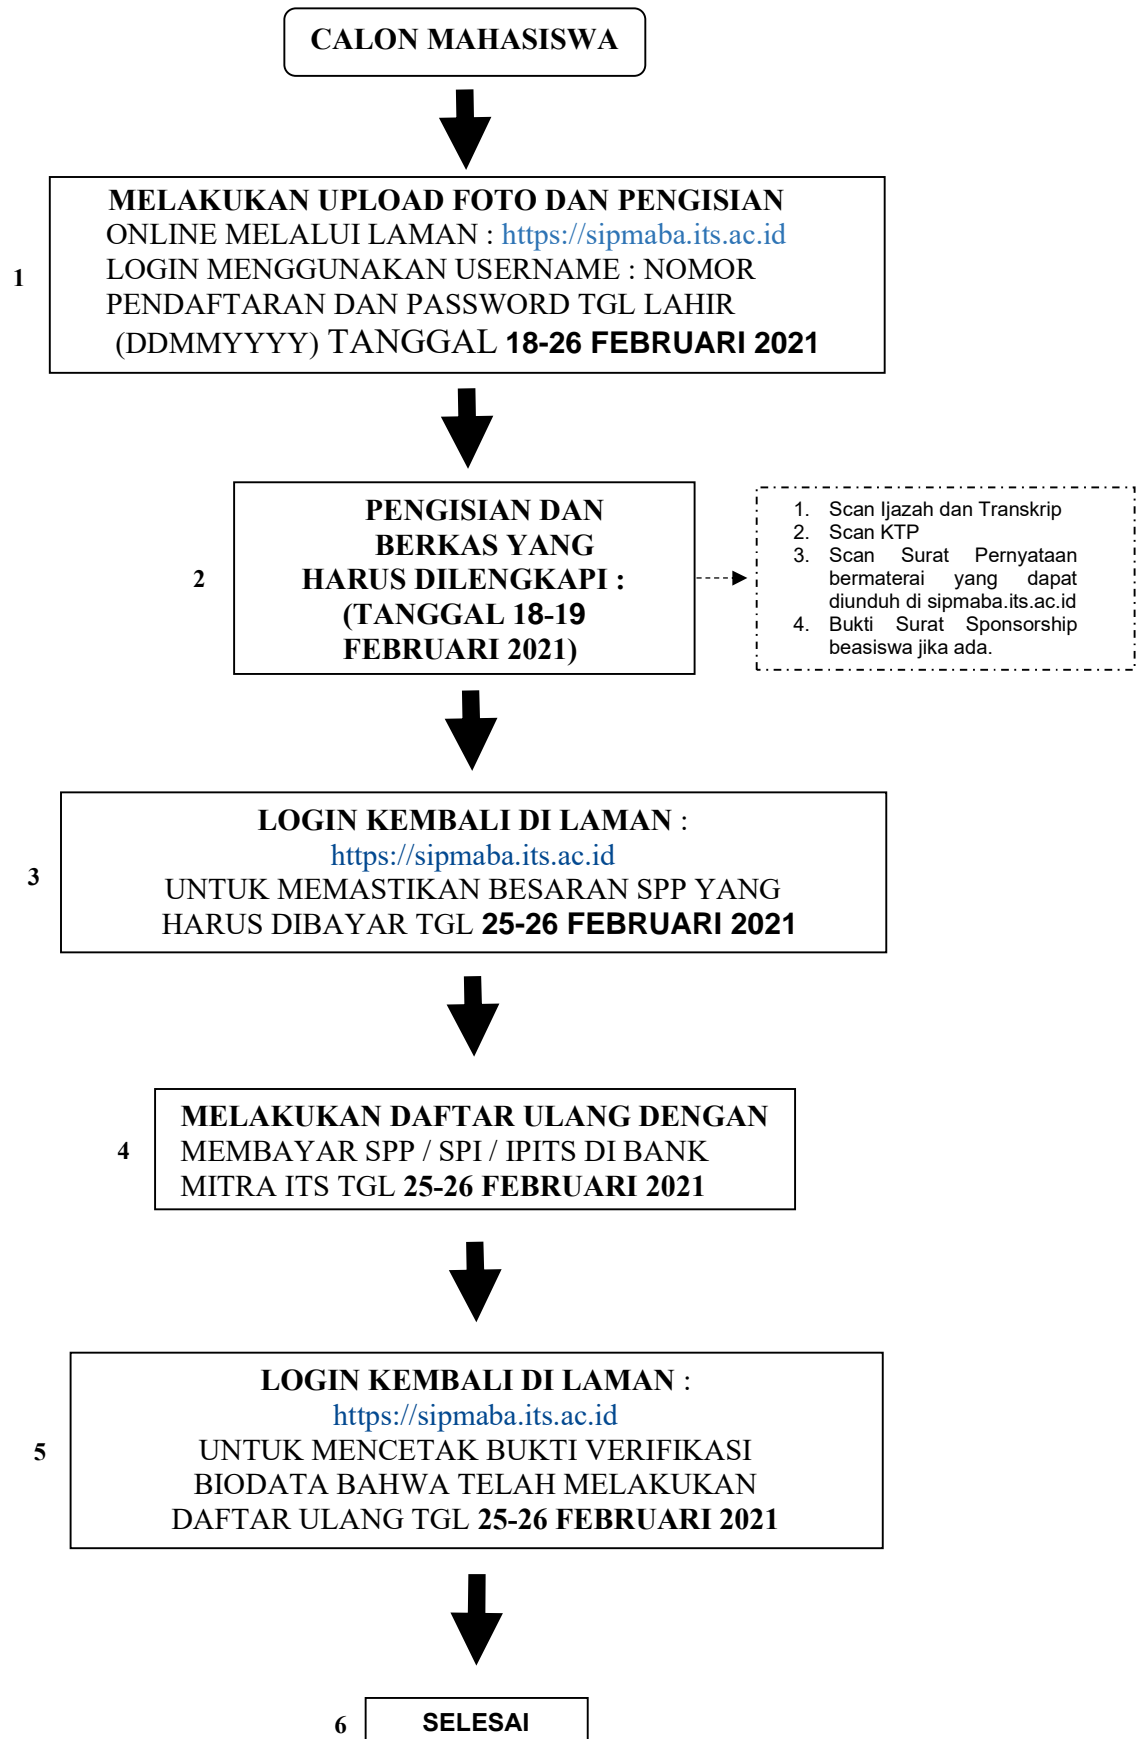 CALON MAHASISWA
MELAKUKAN UPLOAD FOTO DAN PENGISIAN
ONLINE MELALUI LAMAN : https://sipmaba.its.ac.id
1
LOGIN MENGGUNAKAN USERNAME : NOMOR
PENDAFTARAN DAN PASSWORD TGL LAHIR
(DDMMYYYY) TANGGAL 18-26 FEBRUARI 2021
2
PENGISIAN DAN
BERKAS YANG
HARUS DILENGKAPI :
(TANGGAL 18-19
FEBRUARI 2021)
1. Scan Ijazah dan Transkrip
2. Scan KTP
3. Scan Surat Pernyataan
bermaterai yang dapat
diunduh di sipmaba.its.ac.id
4. Bukti Surat Sponsorship
beasiswa jika ada.
3
LOGIN KEMBALI DI LAMAN :
https://sipmaba.its.ac.id
UNTUK MEMASTIKAN BESARAN SPP YANG
HARUS DIBAYAR TGL 25-26 FEBRUARI 2021
4
MELAKUKAN DAFTAR ULANG DENGAN
MEMBAYAR SPP / SPI / IPITS DI BANK
MITRA ITS TGL 25-26 FEBRUARI 2021
5
LOGIN KEMBALI DI LAMAN :
https://sipmaba.its.ac.id
UNTUK MENCETAK BUKTI VERIFIKASI
BIODATA BAHWA TELAH MELAKUKAN
DAFTAR ULANG TGL 25-26 FEBRUARI 2021
6
SELESAI